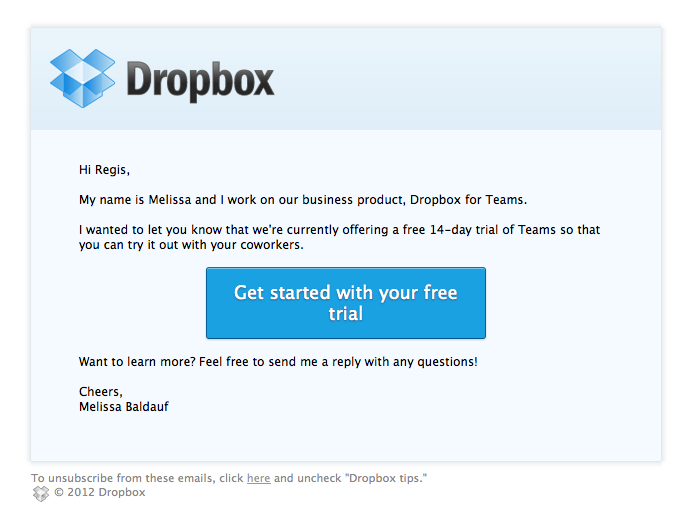 Dropbox
Hi Regis,
My name is Melissa and I work on our business product, Dropbox for Teams.
I wanted to let you know that we're currently offering a free 14-day trial of Teams so that
you can try it out with your coworkers.
Get started with your free
trial
Want to learn more? Feel free to send me a reply with any questions!
Cheers,
Melissa Baldauf
To unsubscribe from these emails, click here and uncheck "Dropbox tips."
© 2012 Dropbox